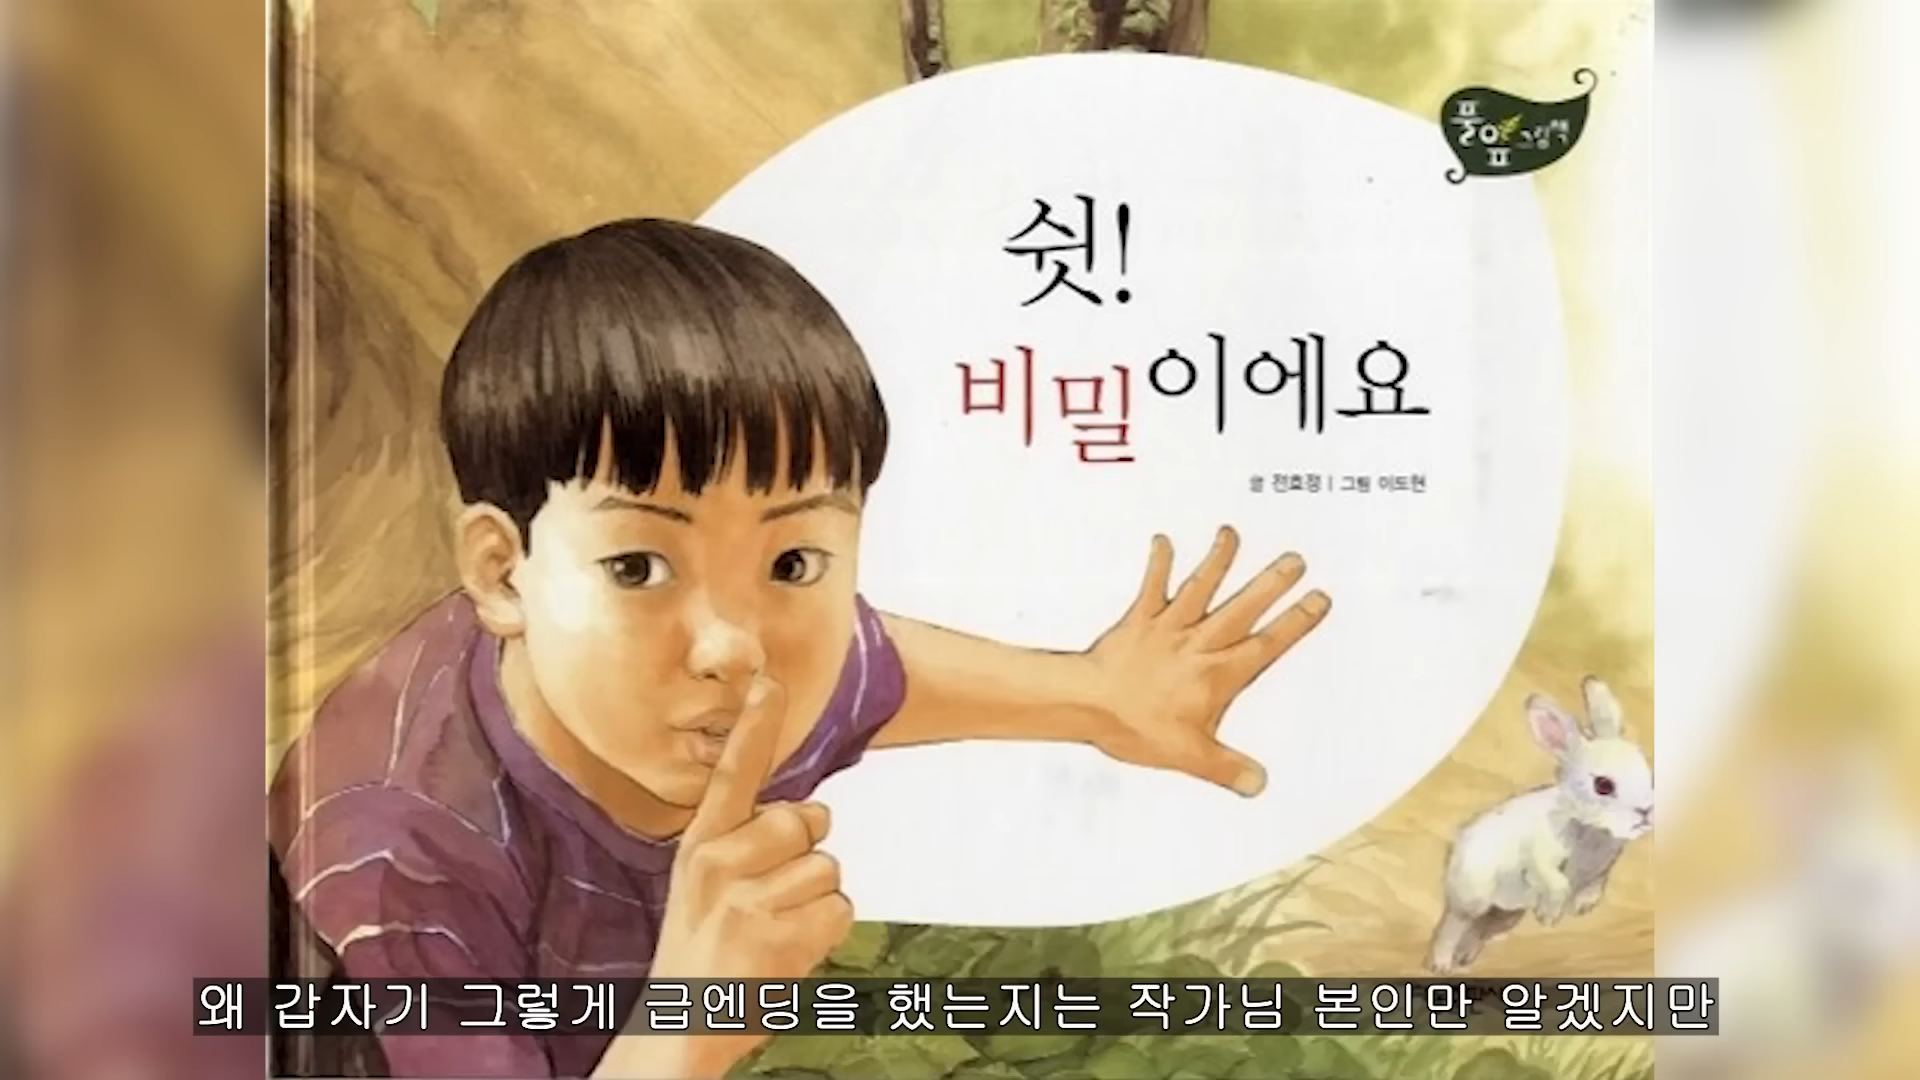 풀잎 그림책
쉿!
비밀이에요
글 전효정 | 그림 이도현
왜 갑자기 그렇게 급엔딩을 했는지는 작가님 본인만 알겠지만